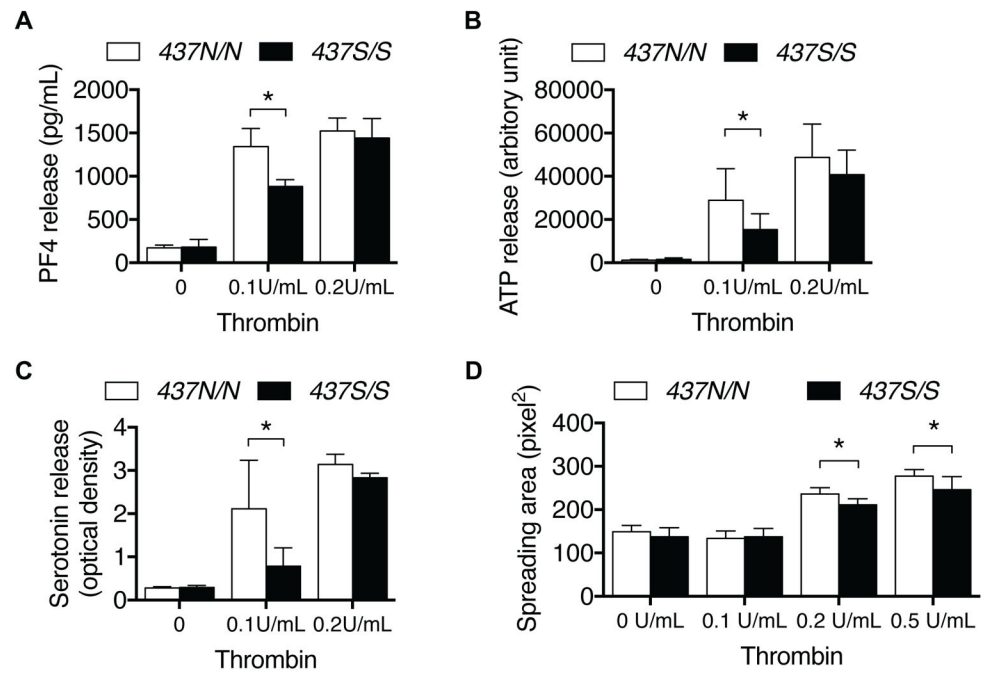 A
437N/N 437S/S
PF4 release (pg/mL)
2000
1500
1000
500
0
*
0 0.1U/mL 0.2U/mL
Thrombin
B
437N/N 437S/S
ATP release (arbitory unit)
80000
60000
40000
20000
0
*
0 0.1U/mL 0.2U/mL
Thrombin
C
437N/N 437S/S
Serotonin release
(optical density)
4
3
2
1
0
*
0 0.1U/mL 0.2U/mL
Thrombin
D
437N/N 437S/S
Spreading area (pixel²)
400
300
200
100
0
* *
0 U/mL 0.1 U/mL 0.2 U/mL 0.5 U/mL
Thrombin